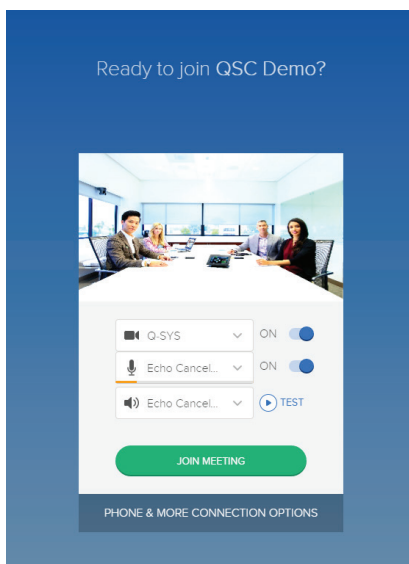 Ready to join QSC Demo?
Q-SYS ON
Echo Cancel... ON
Echo Cancel... TEST
JOIN MEETING
PHONE & MORE CONNECTION OPTIONS